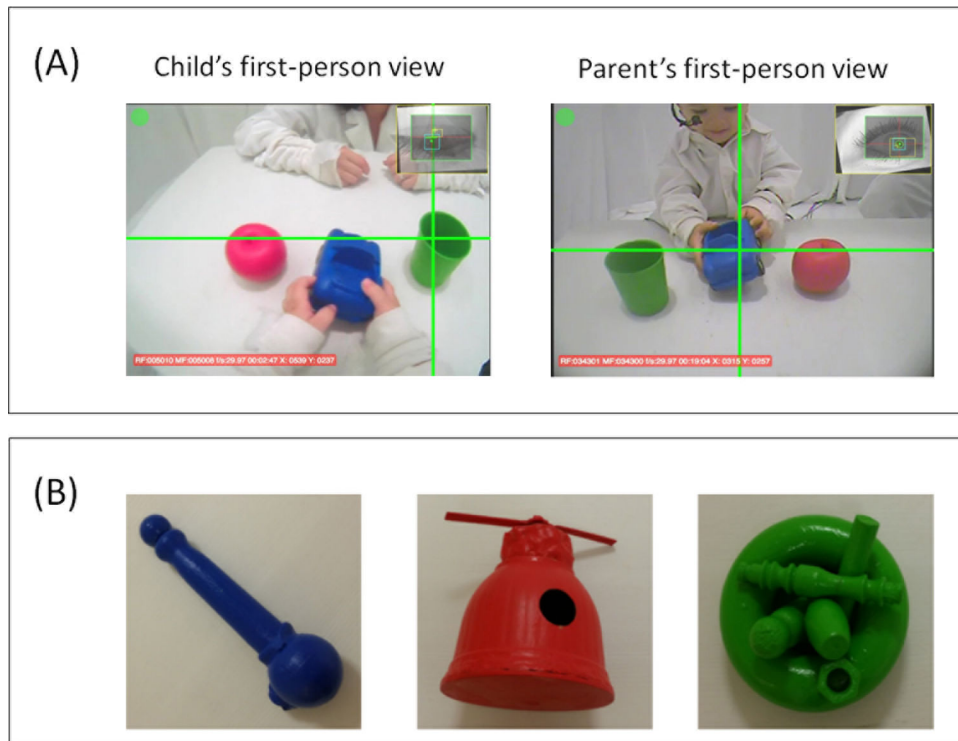 (A)
Child's first-person view
Parent's first-person view
RF:005010 MF:005008 f/s:29.97 00:02:47 X: 0539 Y: 0237
RF:034301 MF:034300 f/s:29.97 00:19:04 X: 0315 Y: 0257
(B)